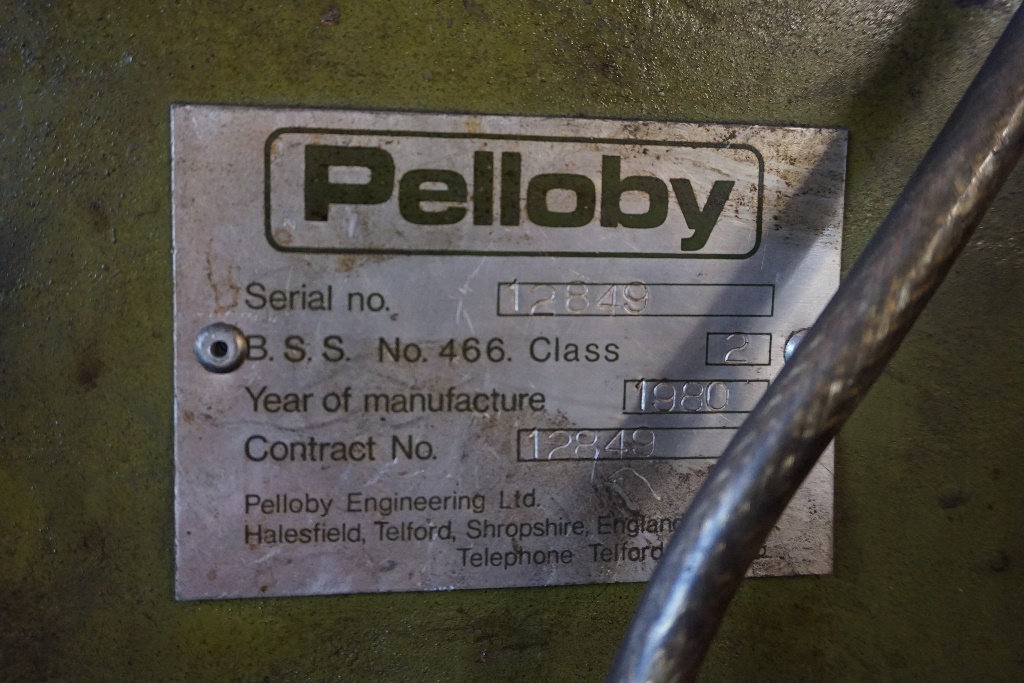 Pelloby
Serial no. 12849
B. S. S. No. 466. Class 2
Year of manufacture 1980
Contract No. 12849
Pelloby Engineering Ltd.
Halesfield, Telford, Shropshire, England
Telephone Telford